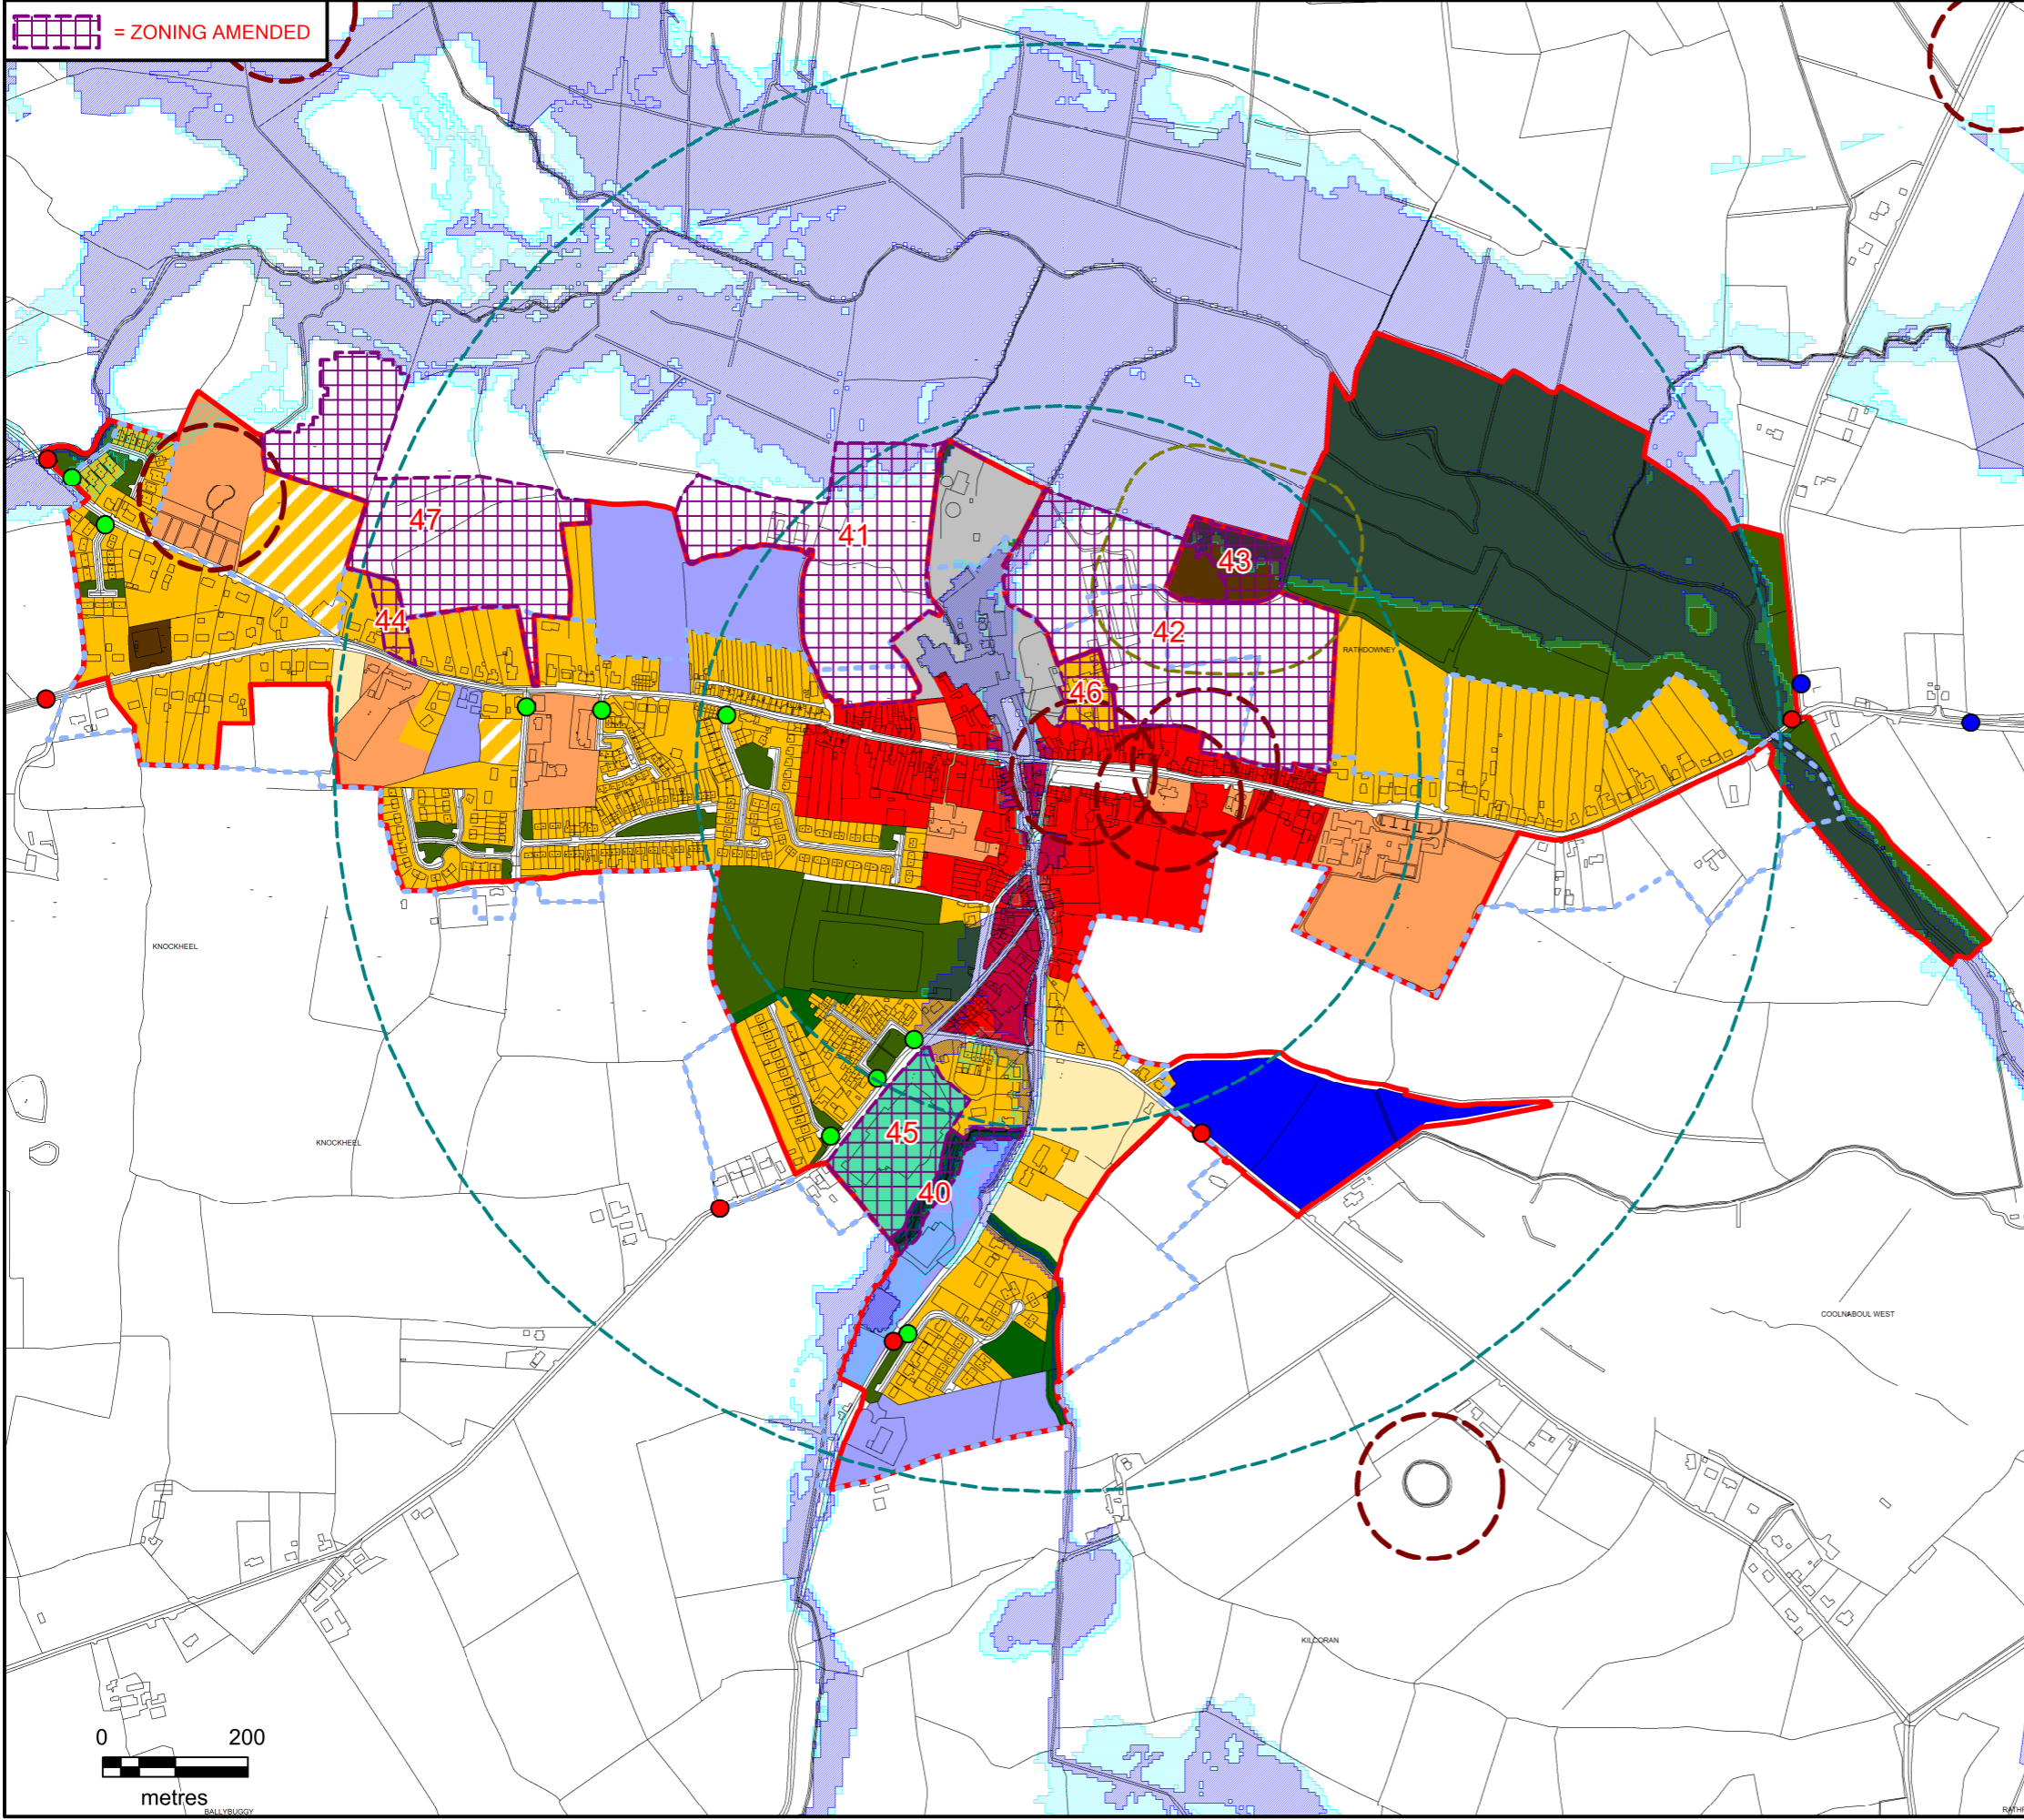 = ZONING AMENDED
47
41
43
44
42
RATHDOWNEY
46
KNOCKHEEL
KNOCKHEEL
45
40
COOLNABOUL WEST
KILCORAN
0 200
metres
BALLYBUGGY